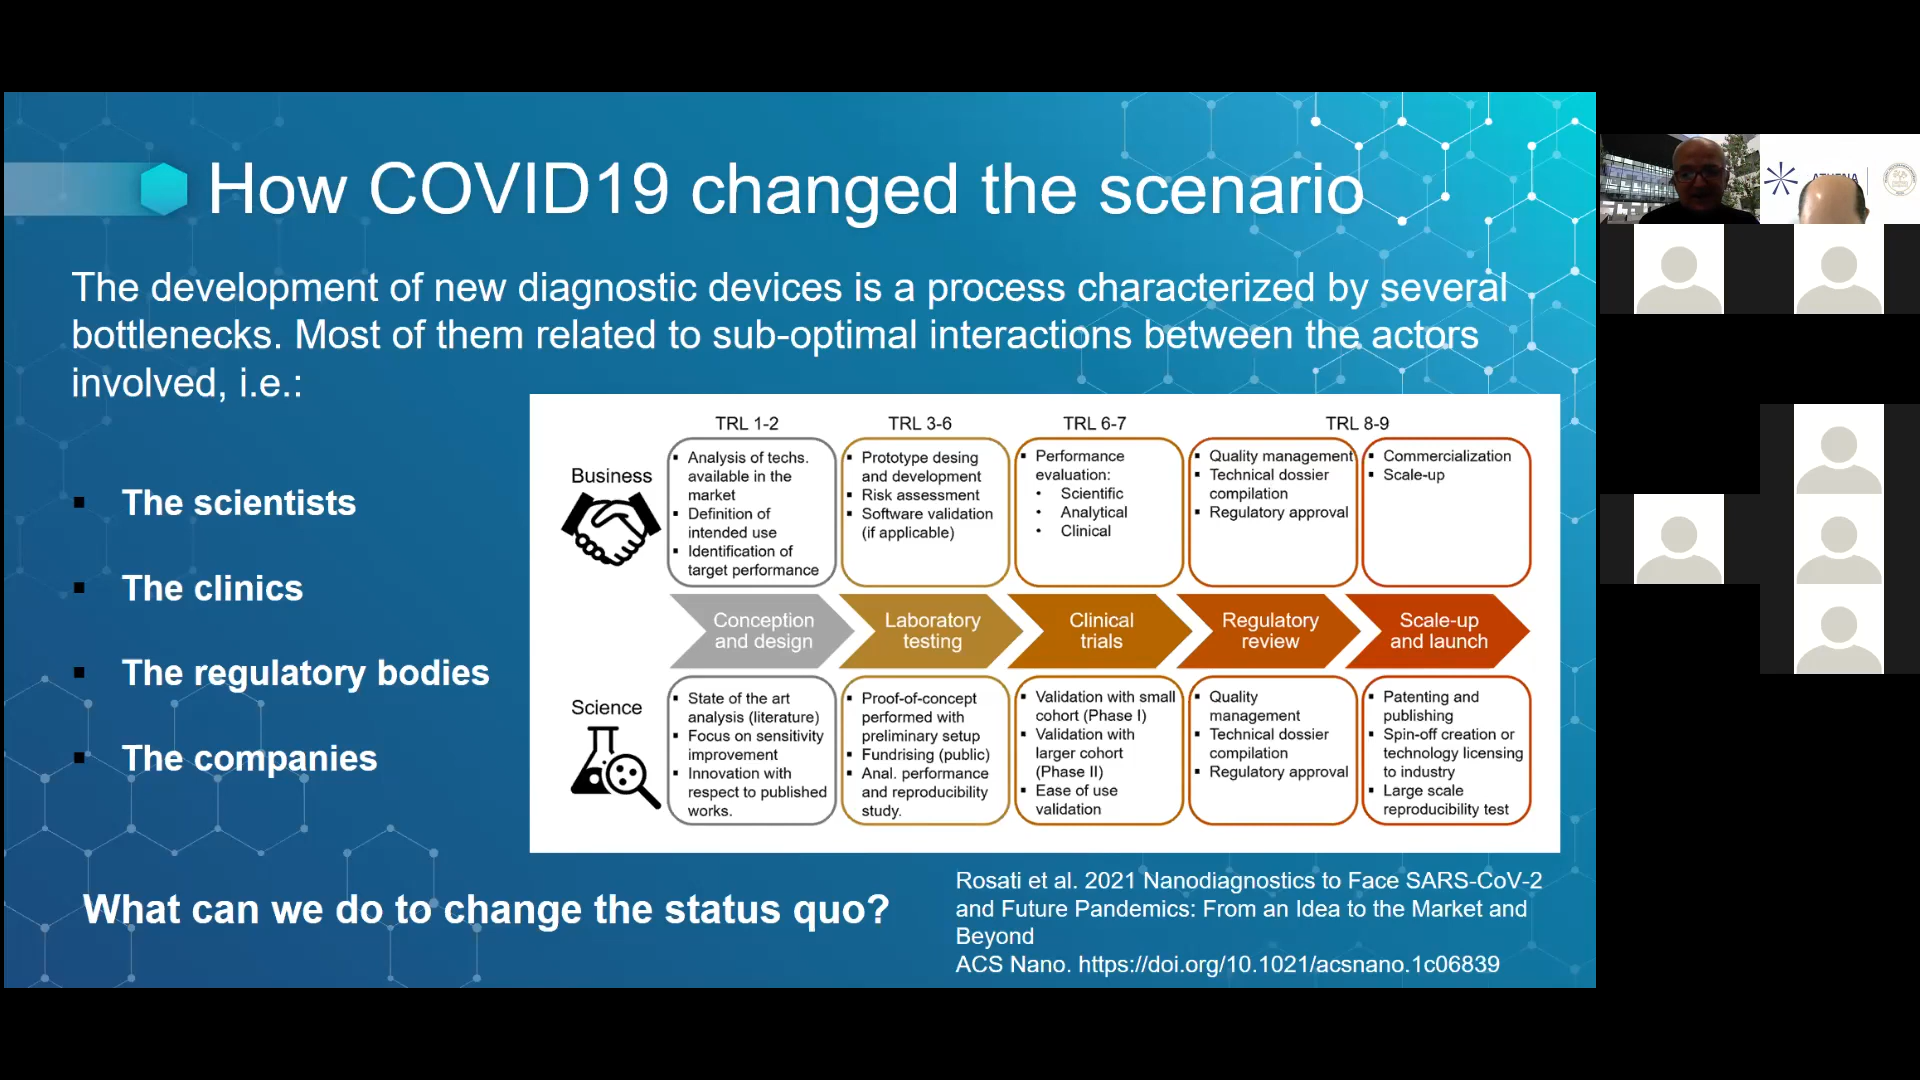 How COVID19 changed the scenario
The development of new diagnostic devices is a process characterized by several
bottlenecks. Most of them related to sub-optimal interactions between the actors
involved, i.e.:
▪ The scientists
▪ The clinics
▪ The regulatory bodies
▪ The companies
TRL 1-2
TRL 3-6
TRL 6-7
TRL 8-9
Business
▪ Analysis of techs.
available in the
market
▪ Definition of
intended use
▪ Identification of
target performance
▪ Prototype desing
and development
▪ Risk assessment
▪ Software validation
(if applicable)
▪ Performance
evaluation:
• Scientific
• Analytical
• Clinical
▪ Quality management
▪ Technical dossier
compilation
▪ Regulatory approval
▪ Commercialization
▪ Scale-up
Conception
and design
Laboratory
testing
Clinical
trials
Regulatory
review
Scale-up
and launch
Science
▪ State of the art
analysis (literature)
▪ Focus on sensitivity
improvement
▪ Innovation with
respect to published
works.
▪ Proof-of-concept
performed with
preliminary setup
▪ Fundrising (public)
▪ Anal. performance
and reproducibility
study.
▪ Validation with small
cohort (Phase I)
▪ Validation with
larger cohort
(Phase II)
▪ Ease of use
validation
▪ Quality
management
▪ Technical dossier
compilation
▪ Regulatory approval
▪ Patenting and
publishing
▪ Spin-off creation or
technology licensing
to industry
▪ Large scale
reproducibility test
What can we do to change the status quo?
Rosati et al. 2021 Nanodiagnostics to Face SARS-CoV-2
and Future Pandemics: From an Idea to the Market and
Beyond
ACS Nano. https://doi.org/10.1021/acsnano.1c06839